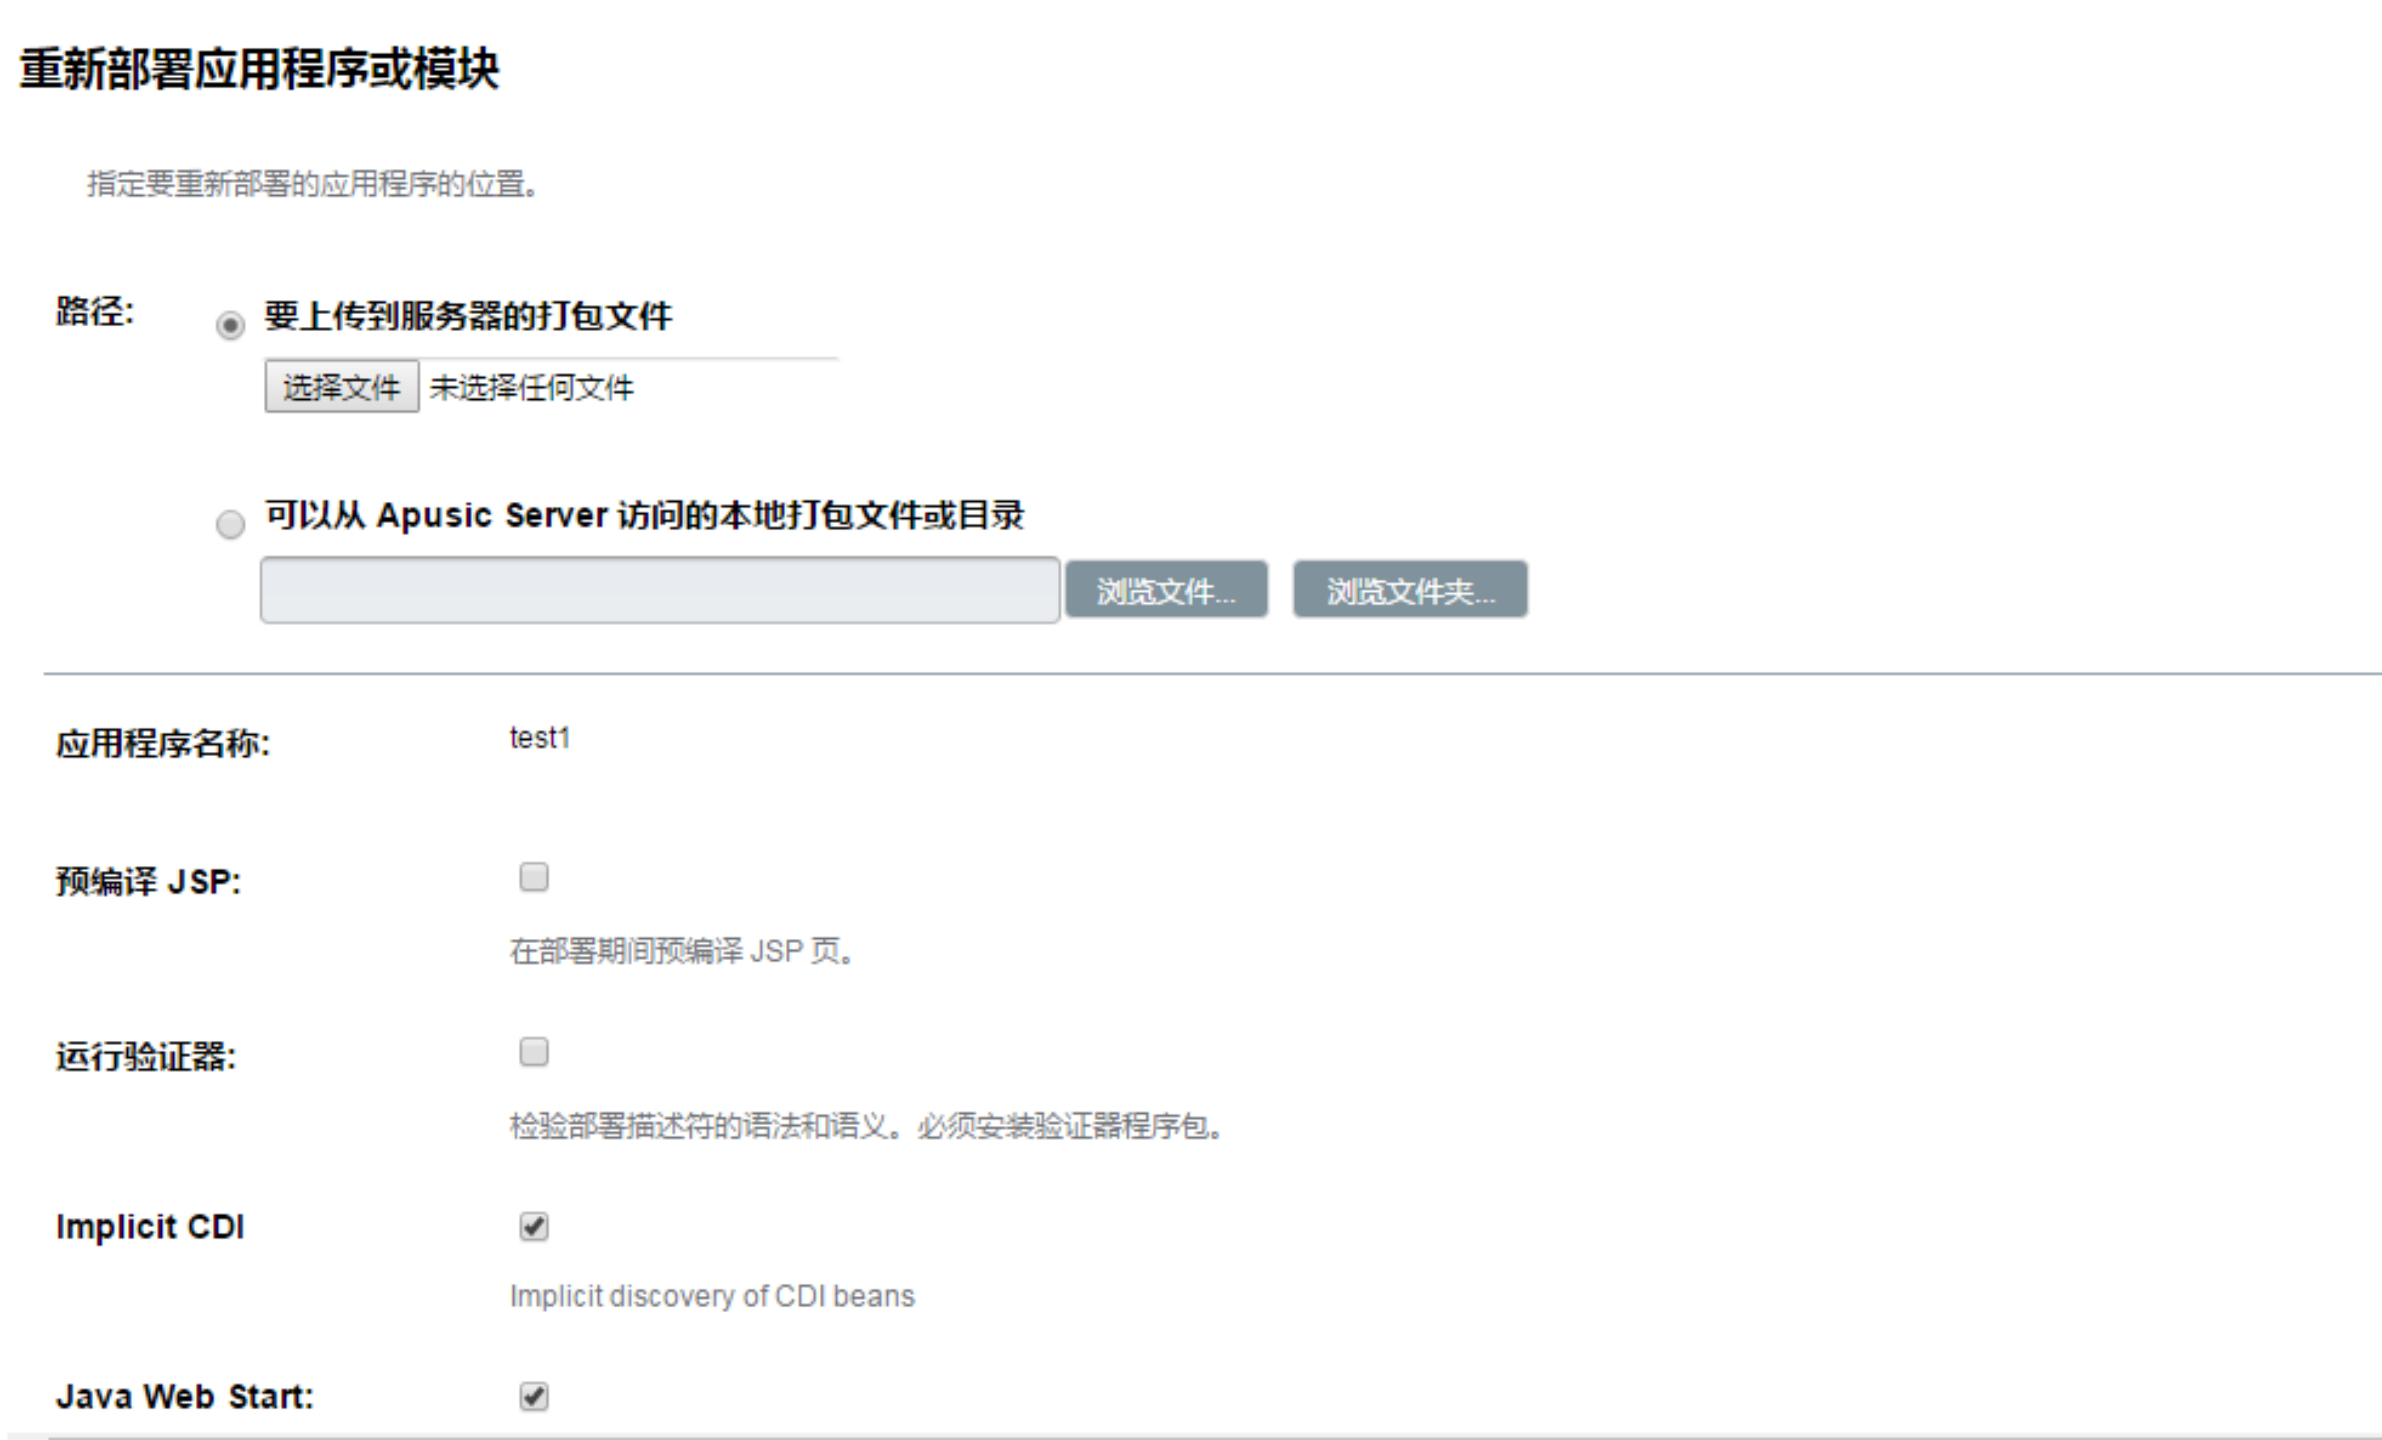 重新部署应用程序或模块
指定要重新部署的应用程序的位置。
路径: 要上传到服务器的打包文件
选择文件 未选择任何文件
可以从 Apusic Server 访问的本地打包文件或目录
浏览文件... 浏览文件夹...
应用程序名称: test1
预编译 JSP:
在部署期间预编译 JSP 页。
运行验证器:
检验部署描述符的语法和语义。必须安装验证器程序包。
Implicit CDI
Implicit discovery of CDI beans
Java Web Start: